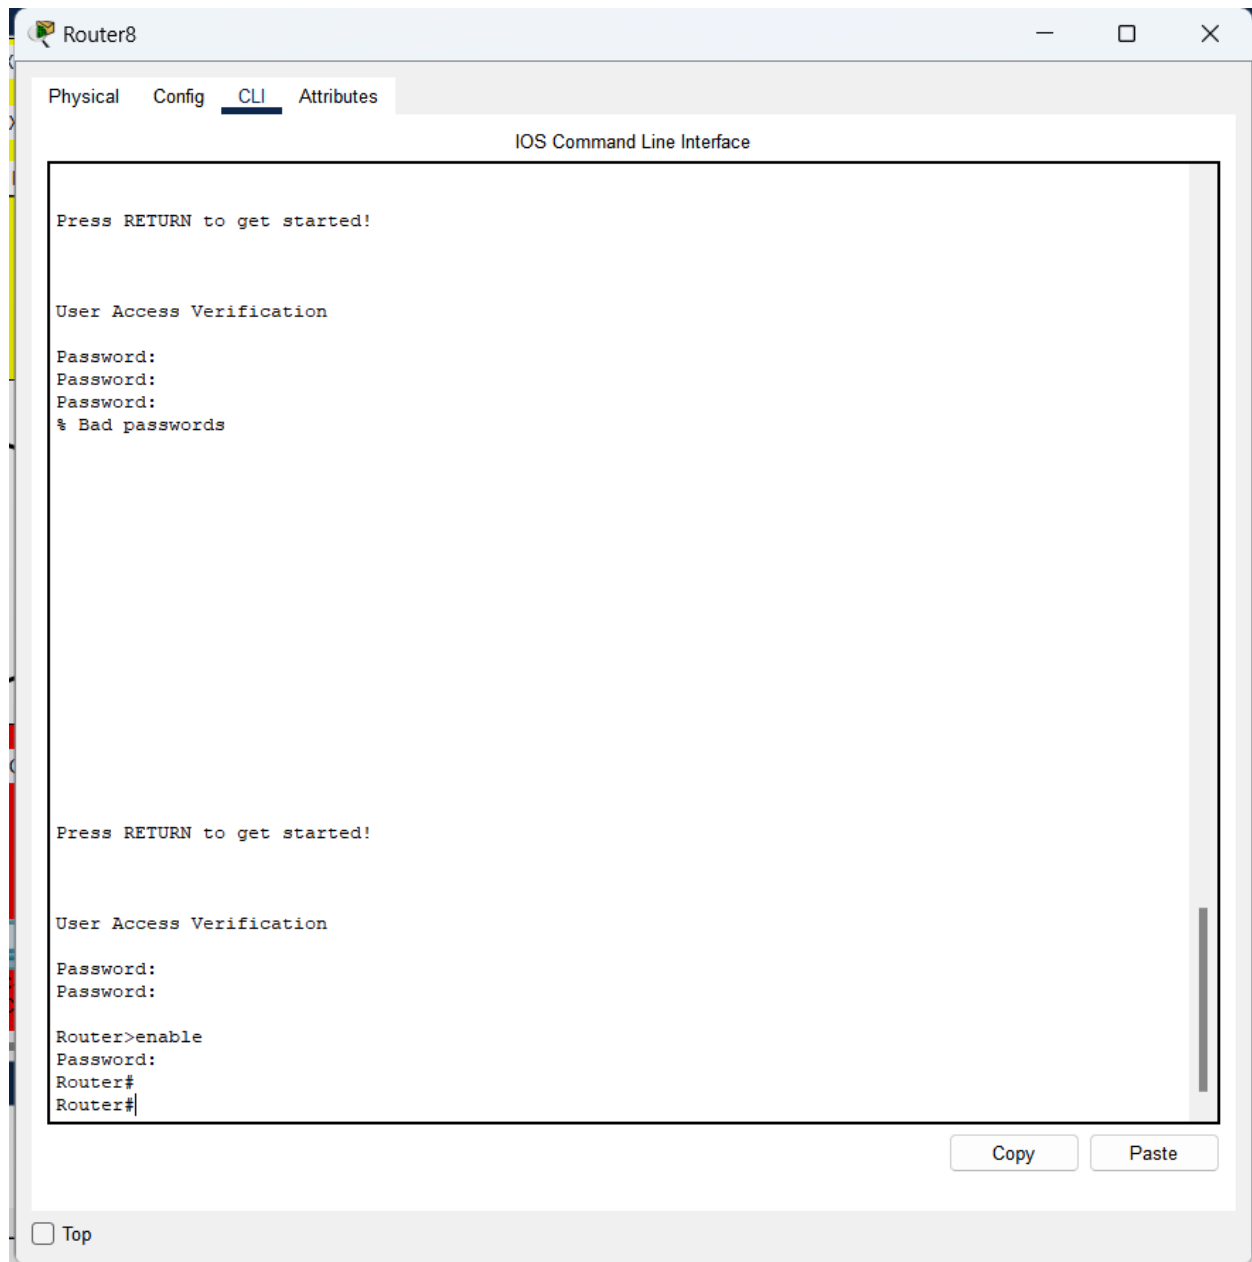 Router8
Physical Config CLI Attributes
IOS Command Line Interface
Press RETURN to get started!
User Access Verification
Password:
Password:
Password:
% Bad passwords
Press RETURN to get started!
User Access Verification
Password:
Password:
Router>enable
Password:
Router#
Router#
Copy Paste
Top